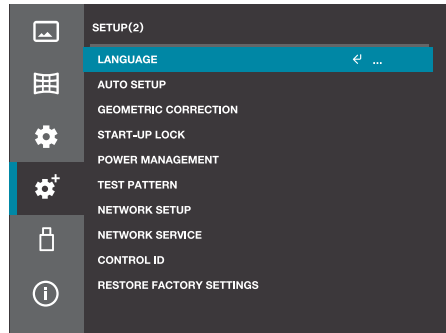 SETUP(2)
LANGUAGE ...
AUTO SETUP
GEOMETRIC CORRECTION
START-UP LOCK
POWER MANAGEMENT
TEST PATTERN
NETWORK SETUP
NETWORK SERVICE
CONTROL ID
RESTORE FACTORY SETTINGS